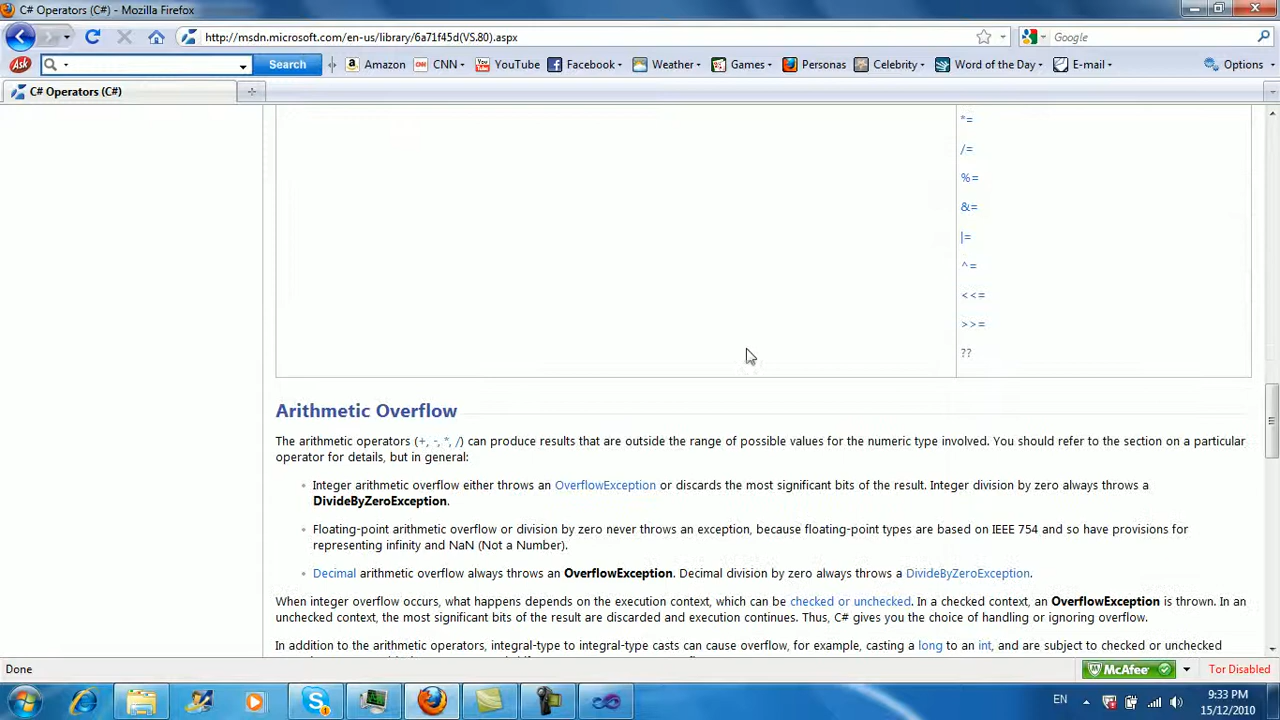 C# Operators (C#) - Mozilla Firefox
http://msdn.microsoft.com/en-us/library/6a71f45d(VS.80).aspx
Google
Ask
Search
Amazon
CNN
YouTube
Facebook
Weather
Games
Personas
Celebrity
Word of the Day
E-mail
Options
C# Operators (C#)
*=
/=
%=
&=
|=
^=
<<=
>>=
??
Arithmetic Overflow
The arithmetic operators (+, -, *, /) can produce results that are outside the range of possible values for the numeric type involved. You should refer to the section on a particular
operator for details, but in general:
Integer arithmetic overflow either throws an OverflowException or discards the most significant bits of the result. Integer division by zero always throws a
DivideByZeroException.
Floating-point arithmetic overflow or division by zero never throws an exception, because floating-point types are based on IEEE 754 and so have provisions for
representing infinity and NaN (Not a Number).
Decimal arithmetic overflow always throws an OverflowException. Decimal division by zero always throws a DivideByZeroException.
When integer overflow occurs, what happens depends on the execution context, which can be checked or unchecked. In a checked context, an OverflowException is thrown. In an
unchecked context, the most significant bits of the result are discarded and execution continues. Thus, C# gives you the choice of handling or ignoring overflow.
In addition to the arithmetic operators, integral-type to integral-type casts can cause overflow, for example, casting a long to an int, and are subject to checked or unchecked
Done
McAfee
Tor Disabled
EN
9:33 PM
15/12/2010